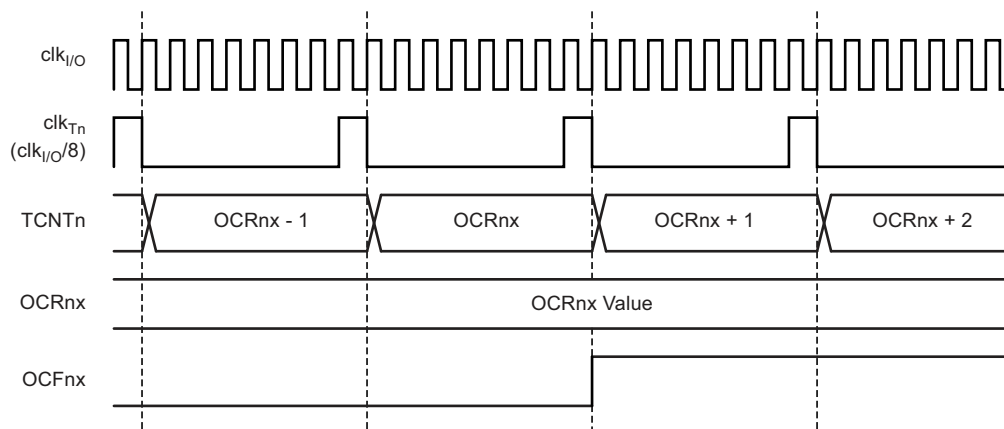 clkI/O
clkTn
(clkI/O/8)
TCNTn
OCRnx - 1
OCRnx
OCRnx + 1
OCRnx + 2
OCRnx
OCRnx Value
OCFnx